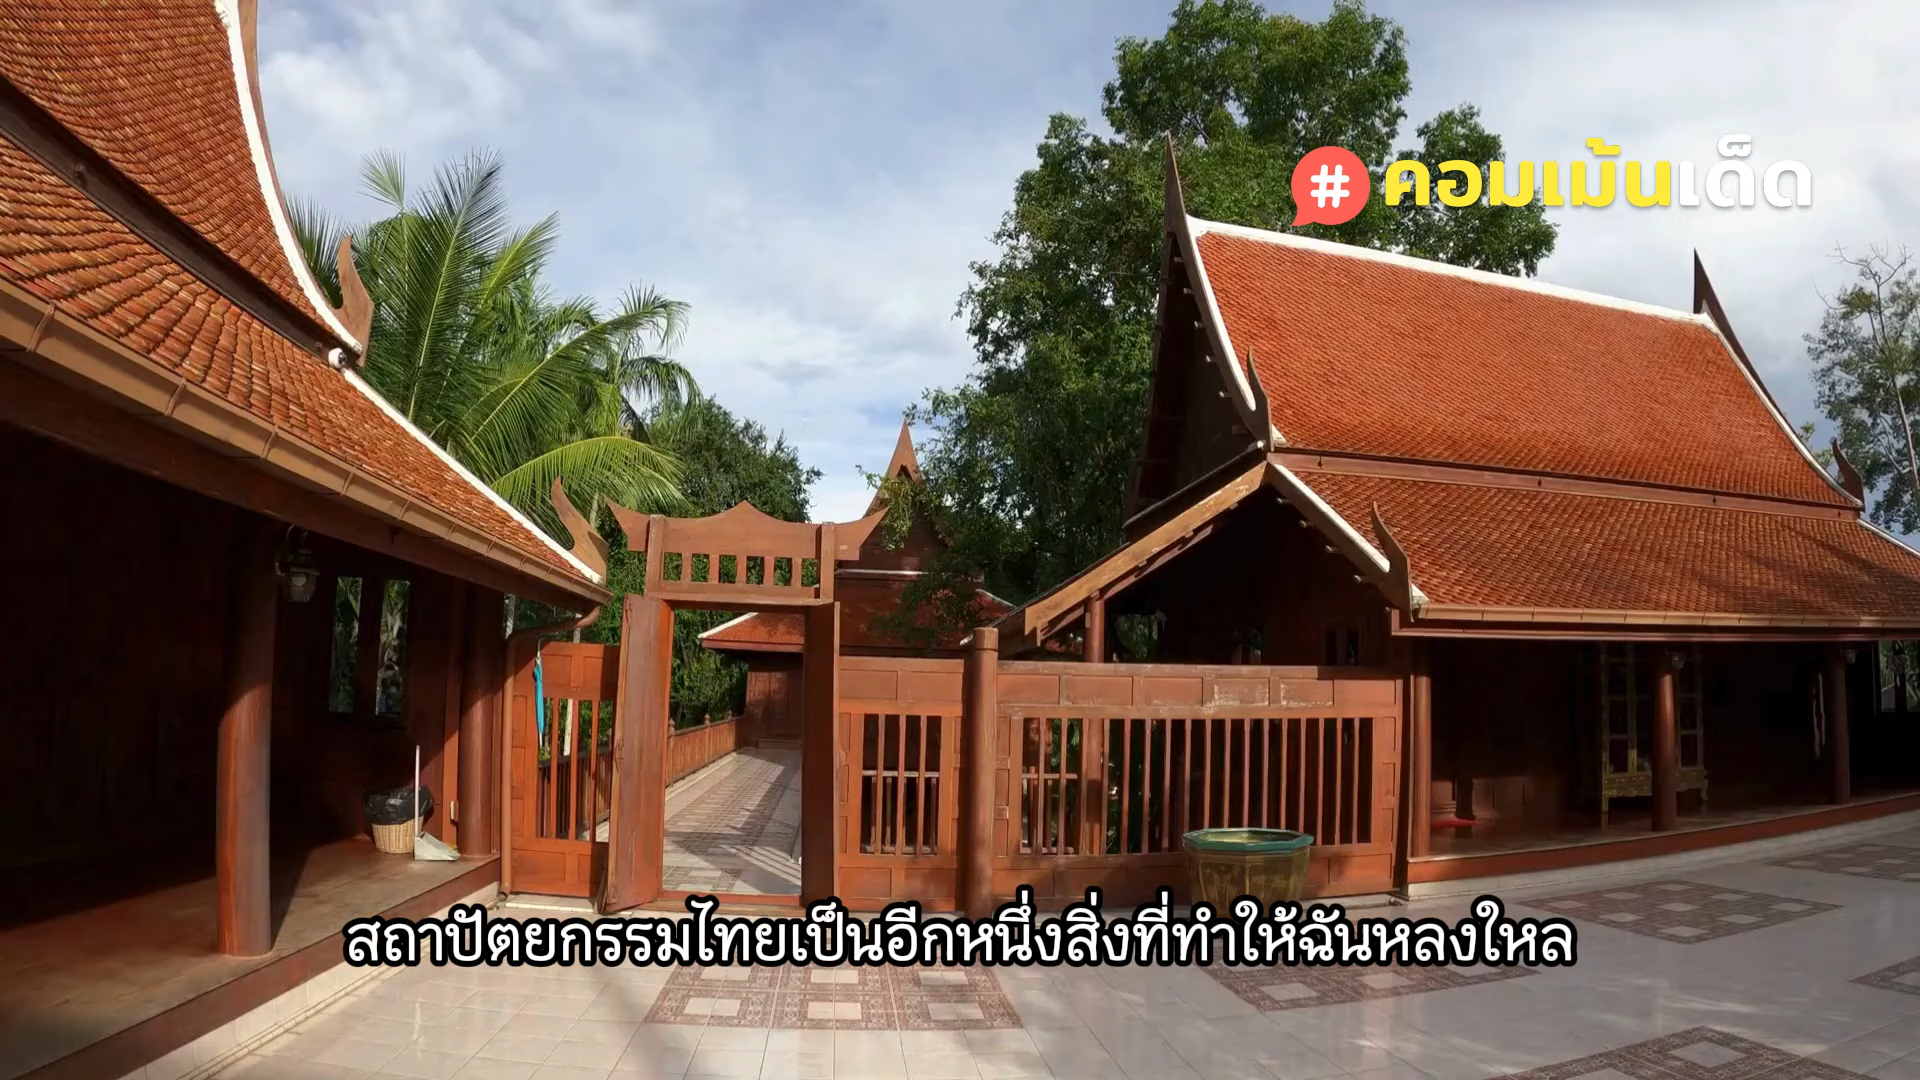 # คอมเม้นเด็ด
สถาปัตยกรรมไทยเป็นอีกหนึ่งสิ่งที่ทำให้ฉันหลงใหล